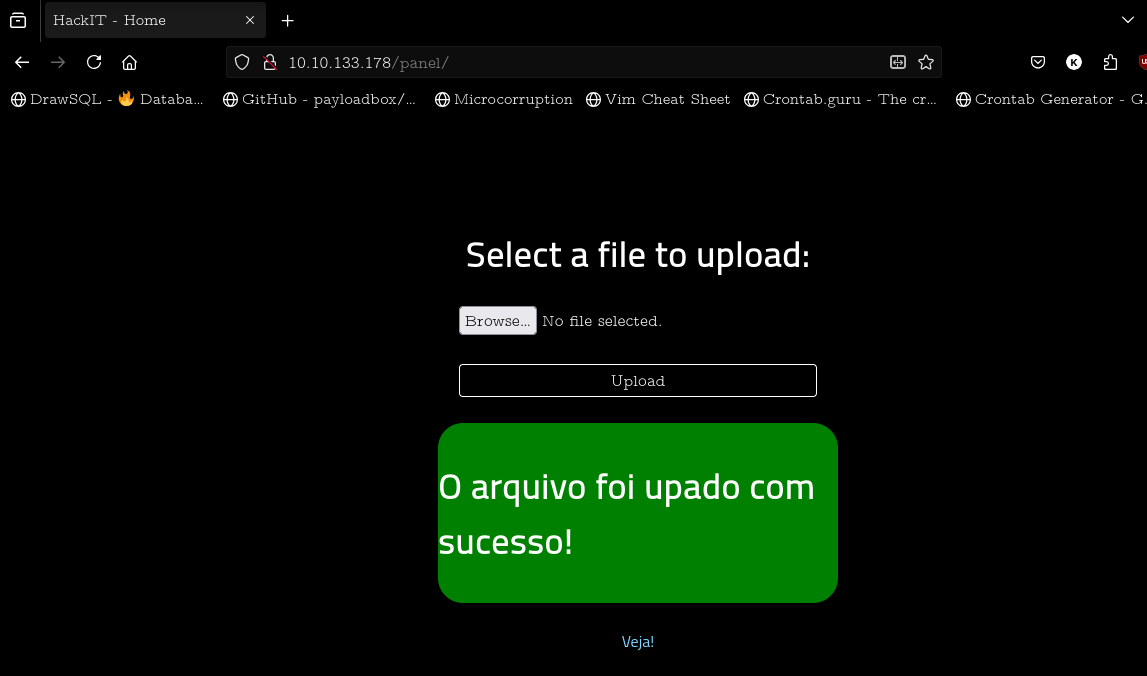 HackIT - Home
10.10.133.178/panel/
DrawSQL - 🔥 Databa...
GitHub - payloadbox/...
Microcorruption
Vim Cheat Sheet
Crontab.guru - The cr...
Crontab Generator - G.
Select a file to upload:
Browse... No file selected.
Upload
O arquivo foi upado com
sucesso!
Veja!